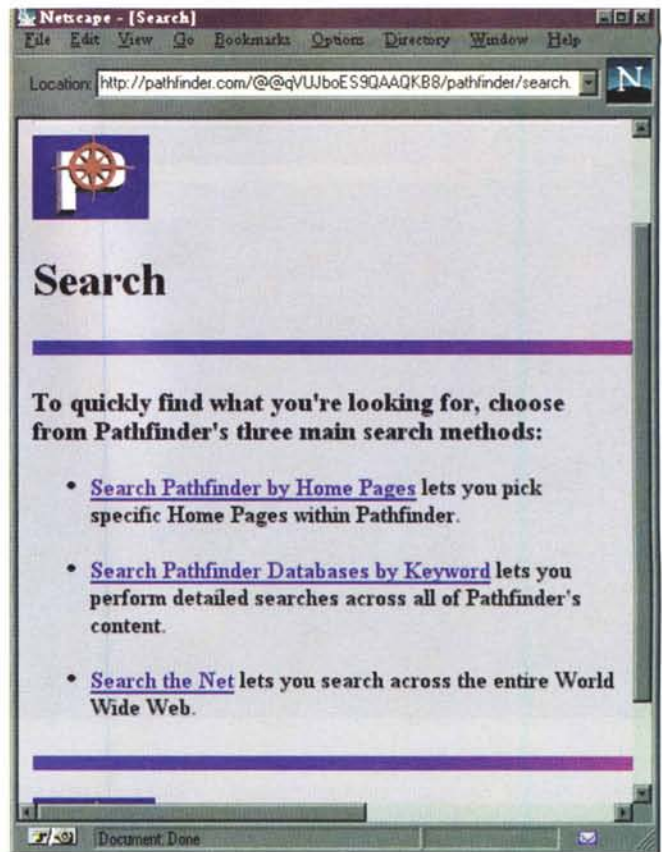 Netscape - [Search]
File Edit View Go Bookmarks Options Directory Window Help
Location: http://pathfinder.com/@@qVUJboES9QAAQKB8/pathfinder/search.
N
P
Search
To quickly find what you're looking for, choose
from Pathfinder's three main search methods:
• Search Pathfinder by Home Pages lets you pick
specific Home Pages within Pathfinder.
• Search Pathfinder Databases by Keyword lets you
perform detailed searches across all of Pathfinder's
content.
• Search the Net lets you search across the entire World
Wide Web.
Document: Done